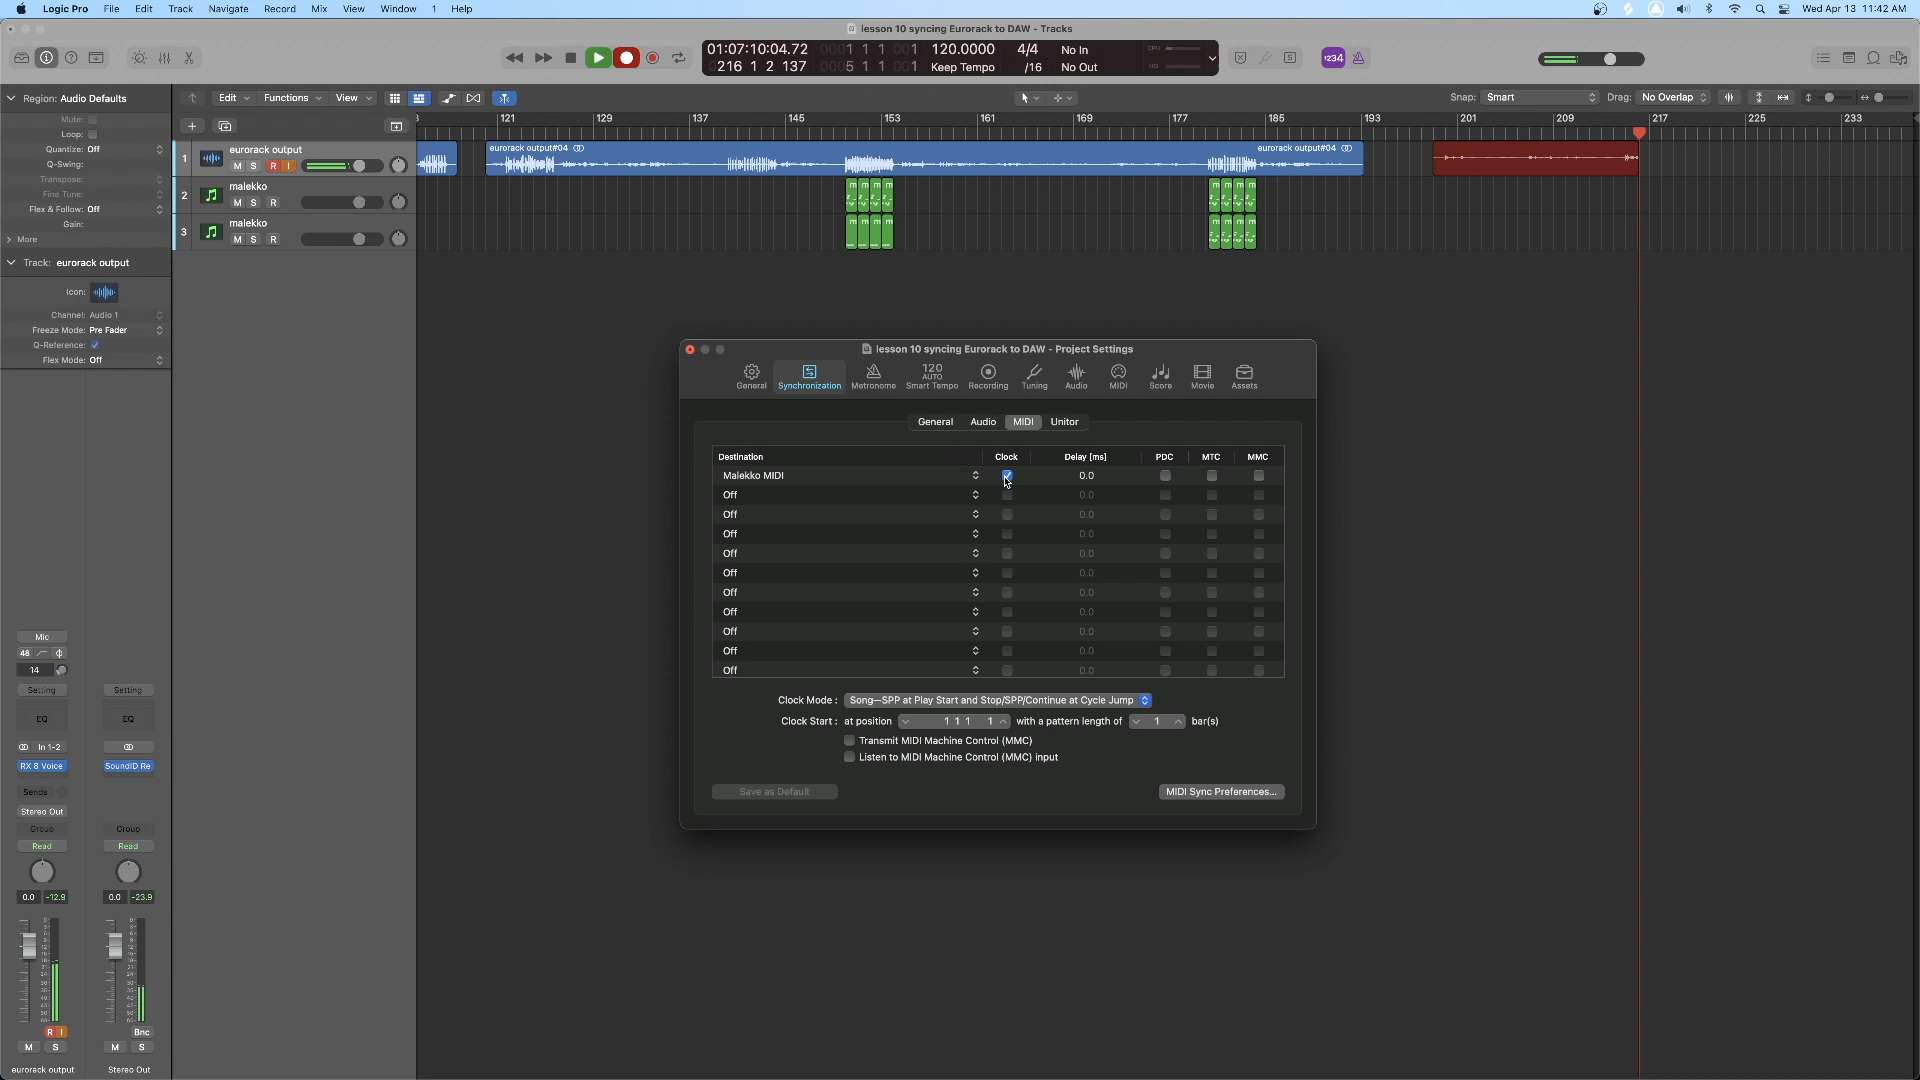 Logic Pro File Edit Track Navigate Record Mix View Window 1 Help Wed Apr 13 11:42 AM
lesson 10 syncing Eurorack to DAW - Tracks
01:07:10:04.72 0001 1 1 001 120.0000 4/4 No In CPU
216 1 2 137 0005 1 1 001 Keep Tempo /16 No Out HD
1234
Region: Audio Defaults Edit Functions View Snap: Smart Drag: No Overlap
Mute:
Loop:
Quantize: Off
Q-Swing:
Transpose:
Fine Tune:
Flex & Follow: Off
Gain:
More
Track: eurorack output
Icon:
Channel: Audio 1
Freeze Mode: Pre Fader
Q-Reference:
Flex Mode: Off
121 129 137 145 153 161 169 177 185 193 201 209 217 225 233
1 eurorack output
M S R I
2 malekko
M S R
3 malekko
M S R
eurorack output#04 eurorack output#04
lesson 10 syncing Eurorack to DAW - Project Settings
120
AUTO
General Synchronization Metronome Smart Tempo Recording Tuning Audio MIDI Score Movie Assets
General Audio MIDI Unitor
Destination Clock Delay [ms] PDC MTC MMC
Malekko MIDI 0.0
Off 0.0
Off 0.0
Off 0.0
Off 0.0
Off 0.0
Off 0.0
Off 0.0
Off 0.0
Off 0.0
Off 0.0
Clock Mode: Song—SPP at Play Start and Stop/SPP/Continue at Cycle Jump
Clock Start: at position 1 1 1 1 with a pattern length of 1 bar(s)
Transmit MIDI Machine Control (MMC)
Listen to MIDI Machine Control (MMC) input
Save as Default MIDI Sync Preferences...
Mic
48
14
Setting Setting
EQ EQ
In 1-2
RX 8 Voice SoundID Re
Sends
Stereo Out
Group Group
Read Read
0.0 -12.9 0.0 -23.9
R I Bnc
M S M S
eurorack output Stereo Out